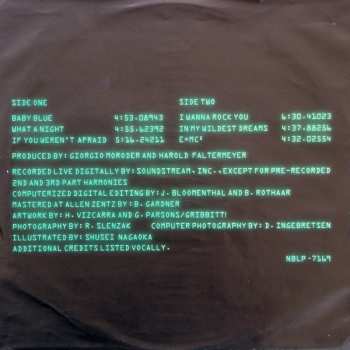 SIDE ONE SIDE TWO
BABY BLUE 4:53.08943 I WANNA ROCK YOU 6:30.41023
WHAT A NIGHT 4:55.62392 IN MY WILDEST DREAMS 4:37.88256
IF YOU WEREN'T AFRAID 5:16.24211 E=MC² 4:32.02554
PRODUCED BY: GIORGIO MORODER AND HAROLD FALTERMEYER
RECORDED LIVE DIGITALLY BY: SOUNDSTREAM, INC., EXCEPT FOR PRE-RECORDED
2ND AND 3RD PART HARMONIES
COMPUTERIZED DIGITAL EDITING BY: J. BLOOMENTHAL AND B. ROTHAAR
MASTERED AT ALLEN ZENTZ BY: B. GARDNER
ARTWORK BY: H. VIZCARRA AND G. PARSONS/GRIBBITT!
PHOTOGRAPHY BY: R. SLENZAK COMPUTER PHOTOGRAPHY BY: D. INGEBRETSEN
ILLUSTRATED BY: SHUSEI NAGAOKA
ADDITIONAL CREDITS LISTED VOCALLY.
NBLP-7169